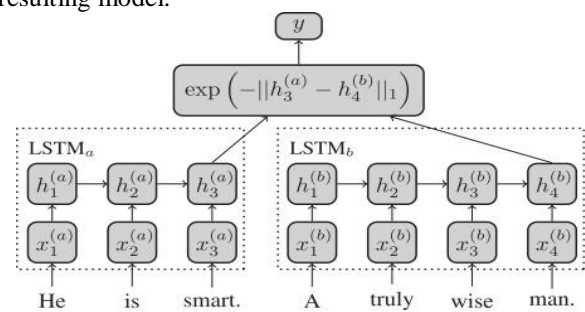 resulting model.
y
exp (−||h_3^{(a)} − h_4^{(b)}||_1)
LSTM_a LSTM_b
h_1^{(a)} h_2^{(a)} h_3^{(a)} h_1^{(b)} h_2^{(b)} h_3^{(b)} h_4^{(b)}
x_1^{(a)} x_2^{(a)} x_3^{(a)} x_1^{(b)} x_2^{(b)} x_3^{(b)} x_4^{(b)}
He is smart. A truly wise man.